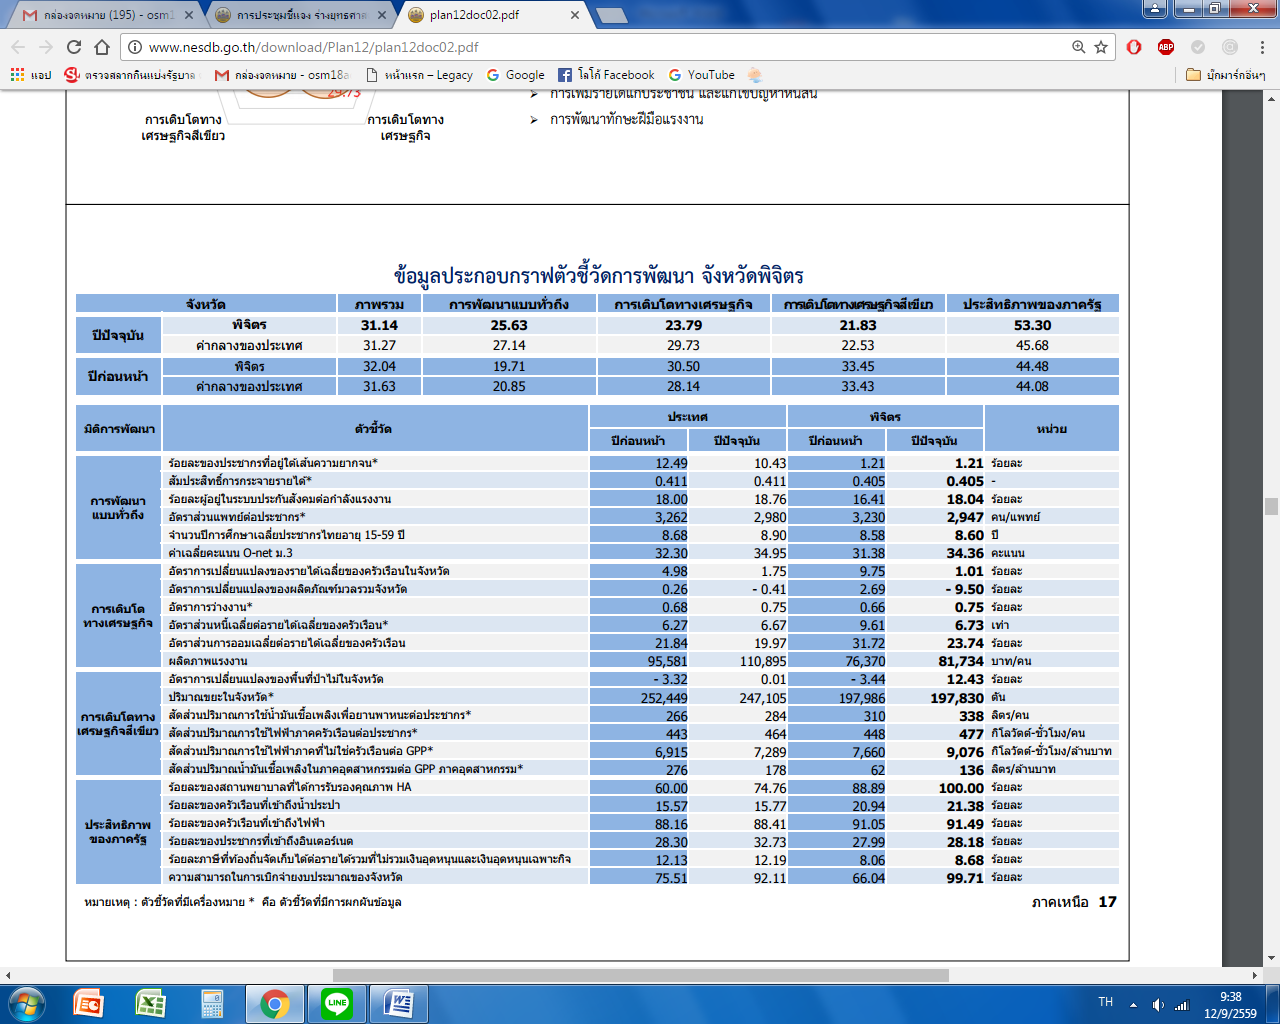 กล่องจดหมาย (195) - osm1
การประชุมชี้แจง ร่างยุทธศาส
plan12doc02.pdf
www.nesdb.go.th/download/Plan12/plan12doc02.pdf
แอป
ตรวจสลากกินแบ่งรัฐบาล
กล่องจดหมาย - osm18a
หน้าแรก – Legacy
Google
โลโก้ Facebook
YouTube
บุ๊กมาร์กอื่นๆ
29.73
การเพิ่มรายได้แก่ประชาชน และแก้ไขปัญหาหนี้สิน
การเติบโตทาง
เศรษฐกิจสีเขียว
การเติบโตทาง
เศรษฐกิจ
➢ การพัฒนาทักษะฝีมือแรงงาน
ข้อมูลประกอบกราฟตัวชี้วัดการพัฒนา จังหวัดพิจิตร
จังหวัด ภาพรวม การพัฒนาแบบทั่วถึง การเติบโตทางเศรษฐกิจ การเติบโตทางเศรษฐกิจสีเขียว ประสิทธิภาพของภาครัฐ
ปีปัจจุบัน พิจิตร 31.14 25.63 23.79 21.83 53.30
ค่ากลางของประเทศ 31.27 27.14 29.73 22.53 45.68
ปีก่อนหน้า พิจิตร 32.04 19.71 30.50 33.45 44.48
ค่ากลางของประเทศ 31.63 20.85 28.14 33.43 44.08
มิติการพัฒนา ตัวชี้วัด ประเทศ พิจิตร หน่วย
ปีก่อนหน้า ปีปัจจุบัน ปีก่อนหน้า ปีปัจจุบัน
การพัฒนา
แบบทั่วถึง
ร้อยละของประชากรที่อยู่ใต้เส้นความยากจน* 12.49 10.43 1.21 1.21 ร้อยละ
สัมประสิทธิ์การกระจายรายได้* 0.411 0.411 0.405 0.405 -
ร้อยละผู้อยู่ในระบบประกันสังคมต่อกำลังแรงงาน 18.00 18.76 16.41 18.04 ร้อยละ
อัตราส่วนแพทย์ต่อประชากร* 3,262 2,980 3,230 2,947 คน/แพทย์
จำนวนปีการศึกษาเฉลี่ยประชากรไทยอายุ 15-59 ปี 8.68 8.90 8.58 8.60 ปี
ค่าเฉลี่ยคะแนน O-net ม.3 32.30 34.95 31.38 34.36 คะแนน
การเติบโต
ทางเศรษฐกิจ
อัตราการเปลี่ยนแปลงของรายได้เฉลี่ยของครัวเรือนในจังหวัด 4.98 1.75 9.75 1.01 ร้อยละ
อัตราการเปลี่ยนแปลงของผลิตภัณฑ์มวลรวมจังหวัด 0.26 - 0.41 2.69 - 9.50 ร้อยละ
อัตราการว่างงาน* 0.68 0.75 0.66 0.75 ร้อยละ
อัตราส่วนหนี้เฉลี่ยต่อรายได้เฉลี่ยของครัวเรือน* 6.27 6.67 9.61 6.73 เท่า
อัตราส่วนการออมเฉลี่ยต่อรายได้เฉลี่ยของครัวเรือน 21.84 19.97 31.72 23.74 ร้อยละ
ผลิตภาพแรงงาน 95,581 110,895 76,370 81,734 บาท/คน
การเติบโตทาง
เศรษฐกิจสีเขียว
อัตราการเปลี่ยนแปลงของพื้นที่ป่าไม้ในจังหวัด - 3.32 0.01 - 3.44 12.43 ร้อยละ
ปริมาณขยะในจังหวัด* 252,449 247,105 197,986 197,830 ตัน
สัดส่วนปริมาณการใช้น้ำมันเชื้อเพลิงเพื่อยานพาหนะต่อประชากร* 266 284 310 338 ลิตร/คน
สัดส่วนปริมาณการใช้ไฟฟ้าภาคครัวเรือนต่อประชากร* 443 464 448 477 กิโลวัตต์-ชั่วโมง/คน
สัดส่วนปริมาณการใช้ไฟฟ้าภาคที่ไม่ใช่ครัวเรือนต่อ GPP* 6,915 7,289 7,660 9,076 กิโลวัตต์-ชั่วโมง/ล้านบาท
สัดส่วนปริมาณน้ำมันเชื้อเพลิงในภาคอุตสาหกรรมต่อ GPP ภาคอุตสาหกรรม* 276 178 62 136 ลิตร/ล้านบาท
ประสิทธิภาพ
ของภาครัฐ
ร้อยละของสถานพยาบาลที่ได้การรับรองคุณภาพ HA 60.00 74.76 88.89 100.00 ร้อยละ
ร้อยละของครัวเรือนที่เข้าถึงน้ำประปา 15.57 15.77 20.94 21.38 ร้อยละ
ร้อยละของครัวเรือนที่เข้าถึงไฟฟ้า 88.16 88.41 91.05 91.49 ร้อยละ
ร้อยละของประชากรที่เข้าถึงอินเตอร์เนต 28.30 32.73 27.99 28.18 ร้อยละ
ร้อยละภาษีที่ท้องถิ่นจัดเก็บได้ต่อรายได้รวมที่ไม่รวมเงินอุดหนุนและเงินอุดหนุนเฉพาะกิจ 12.13 12.19 8.06 8.68 ร้อยละ
ความสามารถในการเบิกจ่ายงบประมาณของจังหวัด 75.51 92.11 66.04 99.71 ร้อยละ
หมายเหตุ : ตัวชี้วัดที่มีเครื่องหมาย * คือ ตัวชี้วัดที่มีการผกผันข้อมูล
ภาคเหนือ 17
TH
9:38
12/9/2559